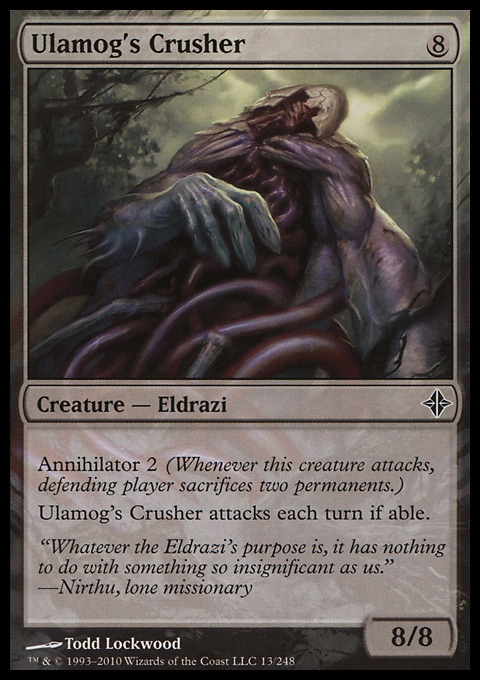 Ulamog's Crusher 8
Creature — Eldrazi
Annihilator 2 (Whenever this creature attacks,
defending player sacrifices two permanents.)
Ulamog's Crusher attacks each turn if able.
"Whatever the Eldrazi's purpose is, it has nothing
to do with something so insignificant as us."
—Nirthu, lone missionary
8/8
Todd Lockwood
™ & © 1993–2010 Wizards of the Coast LLC 13/248